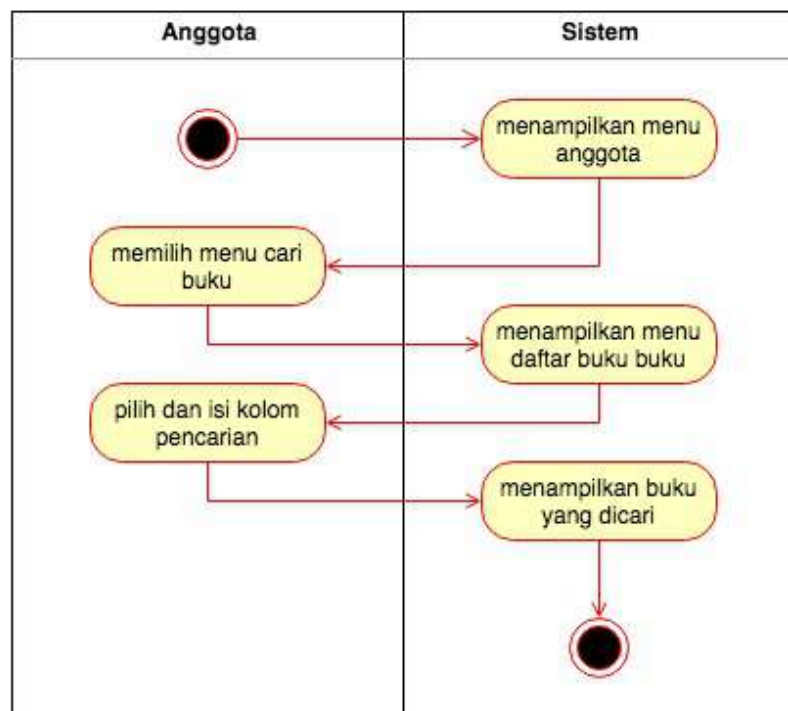 Anggota
Sistem
menampilkan menu
anggota
memilih menu cari
buku
menampilkan menu
daftar buku buku
pilih dan isi kolom
pencarian
menampilkan buku
yang dicari